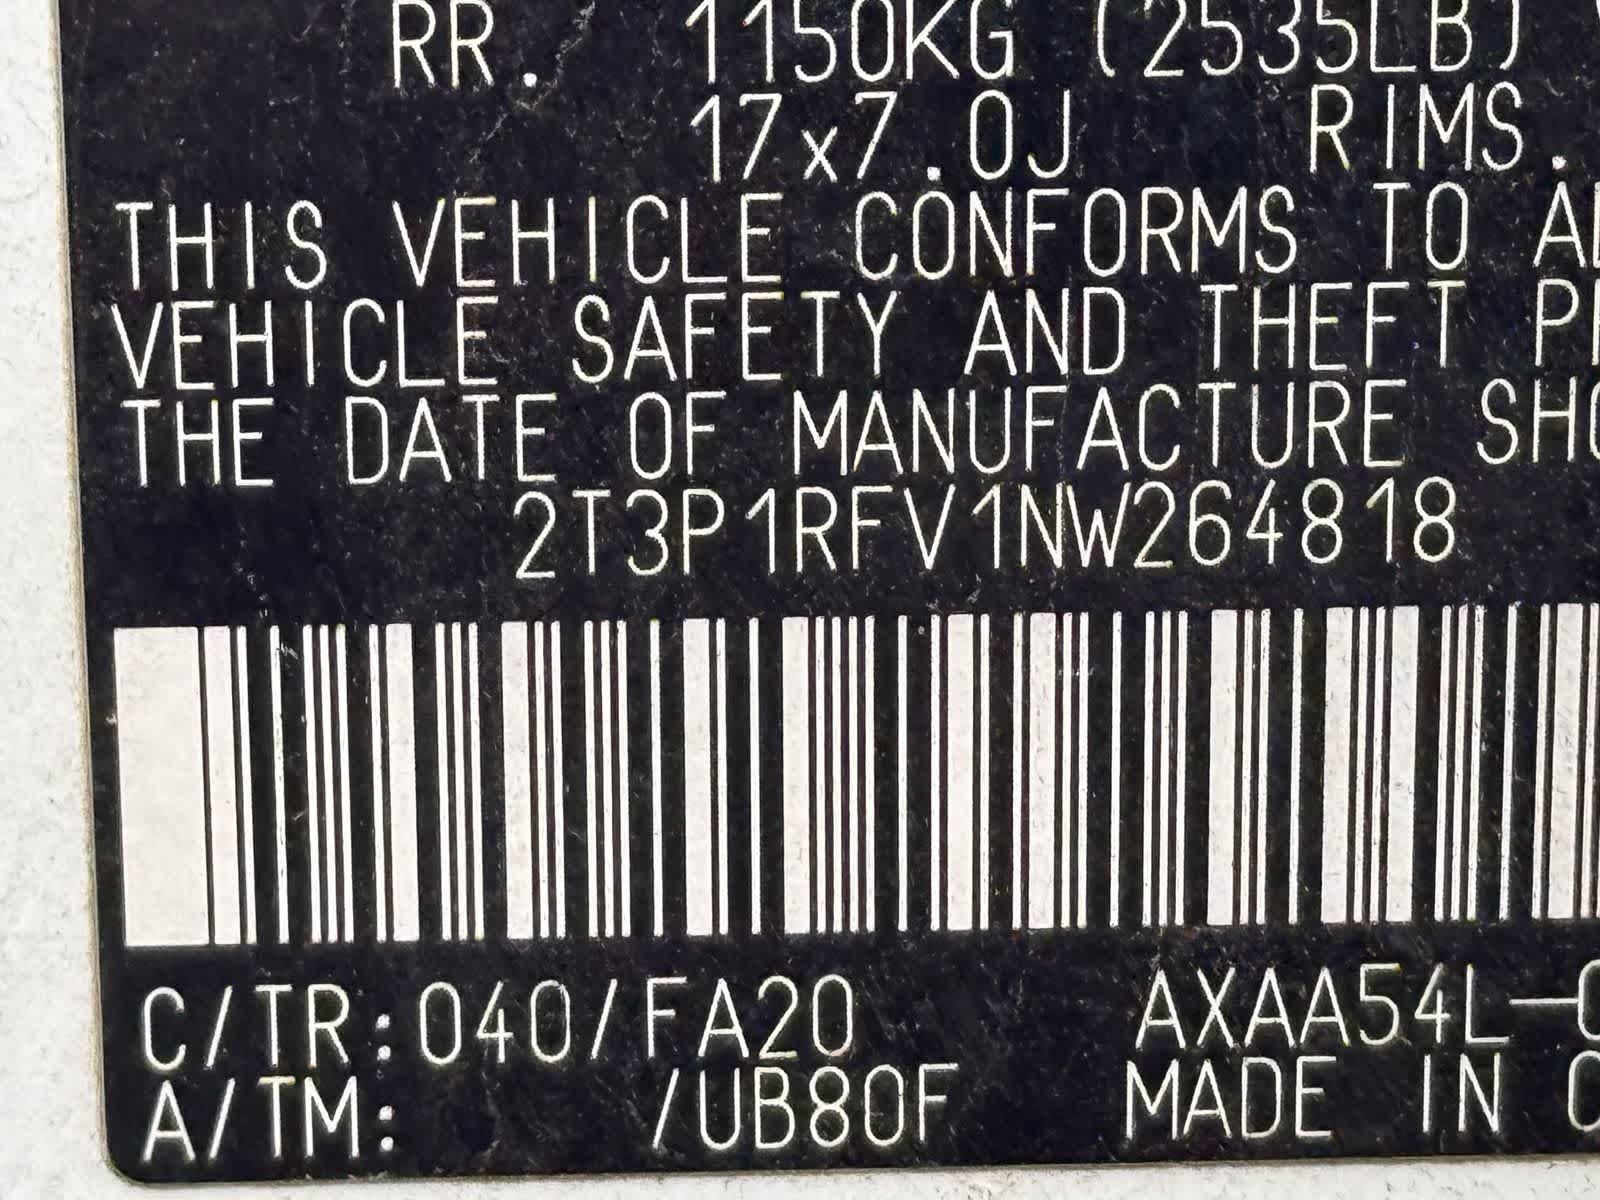 RR. 1150KG (2535LB)
17x7.0J RIMS.
THIS VEHICLE CONFORMS TO
VEHICLE SAFETY AND THEFT
THE DATE OF MANUFACTURE
2T3P1RFV1NW264818
C/TR:040/FA20 AXAA54L-
A/TM: /UB80F MADE IN